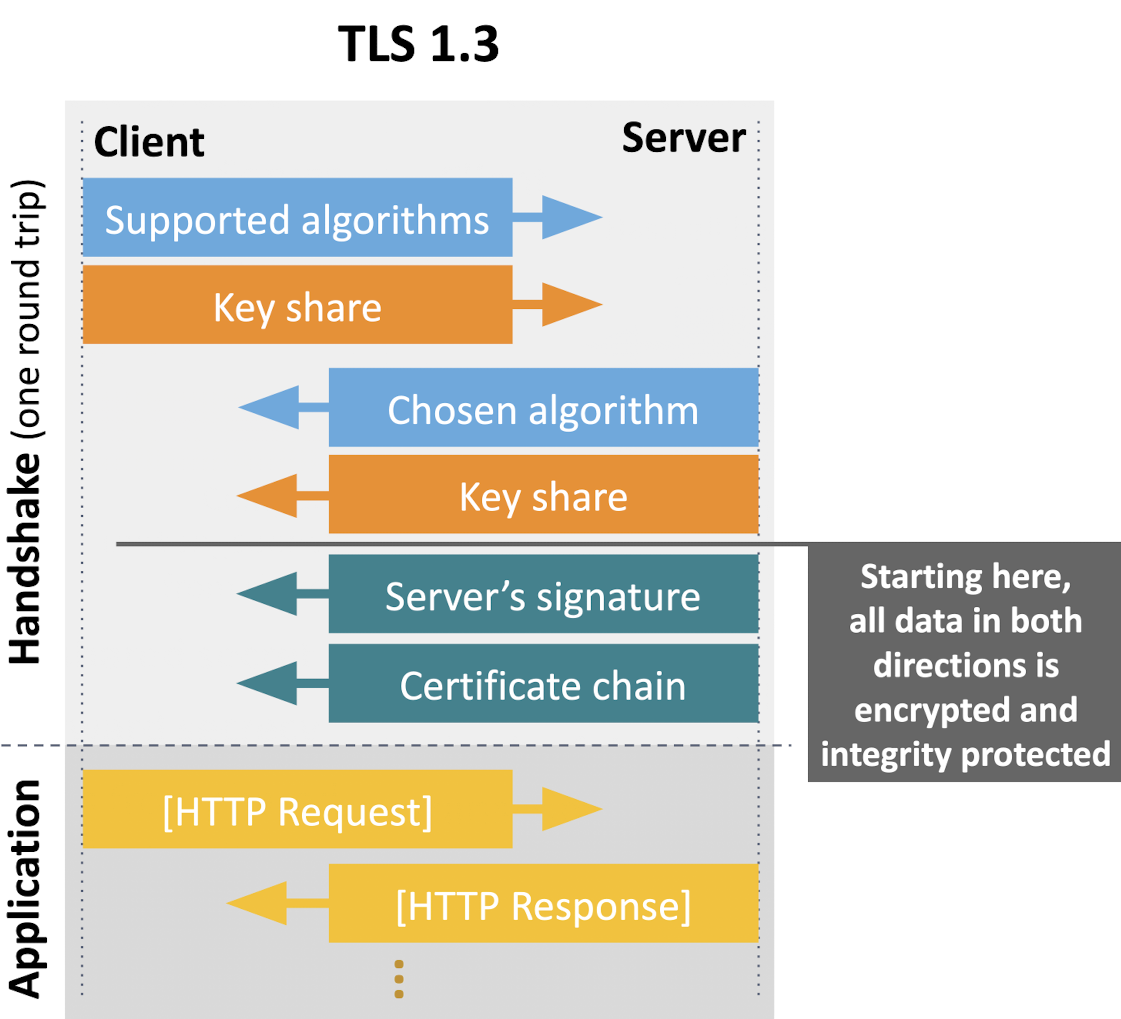 TLS 1.3
Client
Server
Handshake (one round trip)
Supported algorithms
Key share
Chosen algorithm
Key share
Server’s signature
Certificate chain
Starting here,
all data in both
directions is
encrypted and
integrity protected
Application
[HTTP Request]
[HTTP Response]